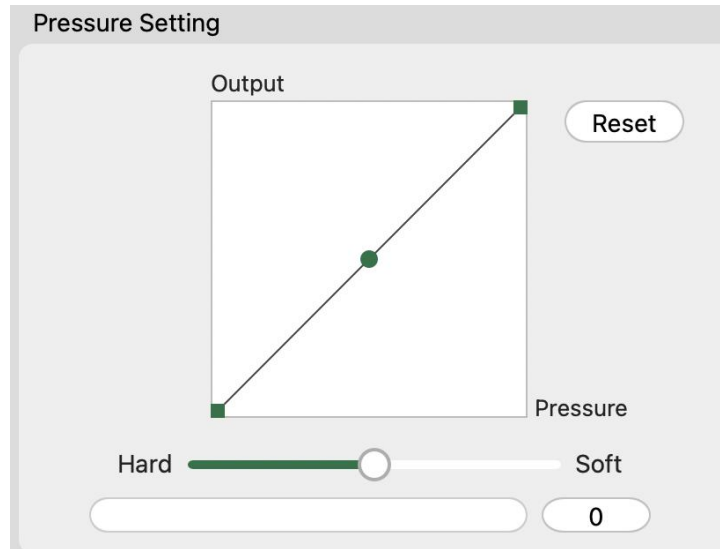 Pressure Setting
Output
Reset
Pressure
Hard Soft
0